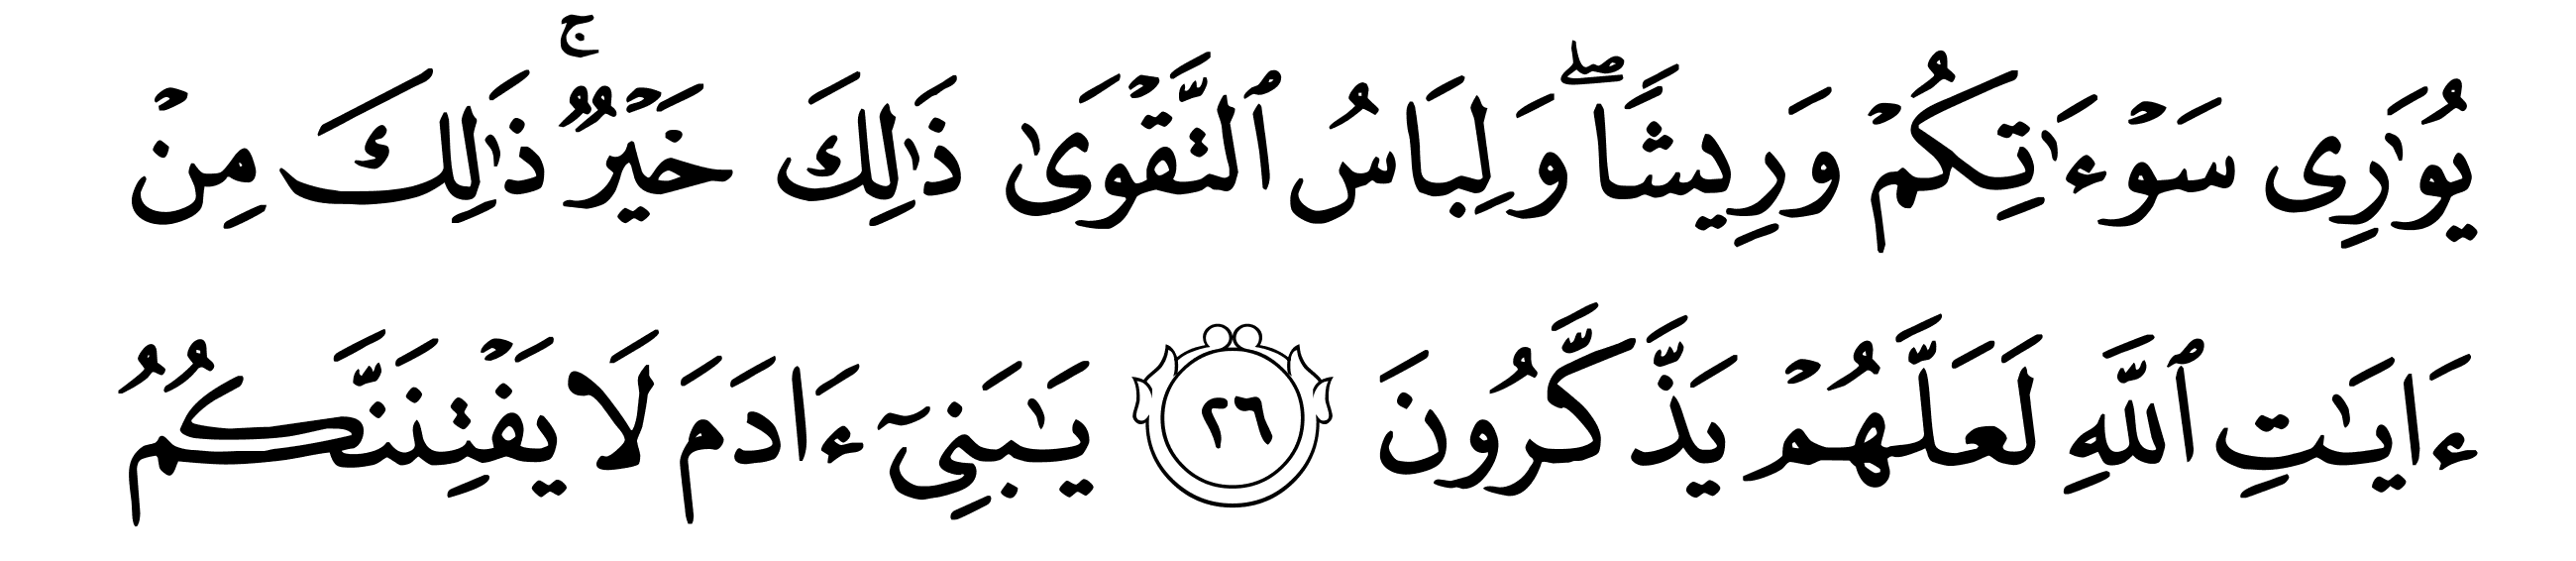 يُوَٰرِى سَوْءَٰتِكُمْ وَرِيشًا ۖ وَلِبَاسُ ٱلتَّقْوَىٰ ذَٰلِكَ خَيْرٌ ۚ ذَٰلِكَ مِنْ
ءَايَـٰتِ ٱللَّهِ لَعَلَّهُمْ يَذَّكَّرُونَ ٢٦ يَـٰبَنِىٓ ءَادَمَ لَا يَفْتِنَنَّكُمُ